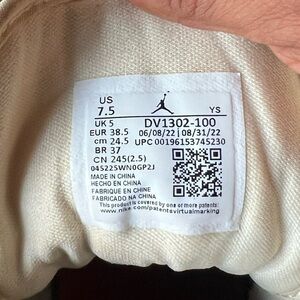 US YS
7.5
UK 5 DV1302-100
EUR 38.5 06/08/22 | 08/31/22
cm 24.5 UPC 00196153745230
BR 37
CN 245(2.5)
045225WN0GP2J
MADE IN CHINA
HECHO EN CHINA
FABRIQUE EN CHINE
FABRICADO NA CHINA
This product is covered by one or more patents
www.nike.com/patentsvirtualmarking